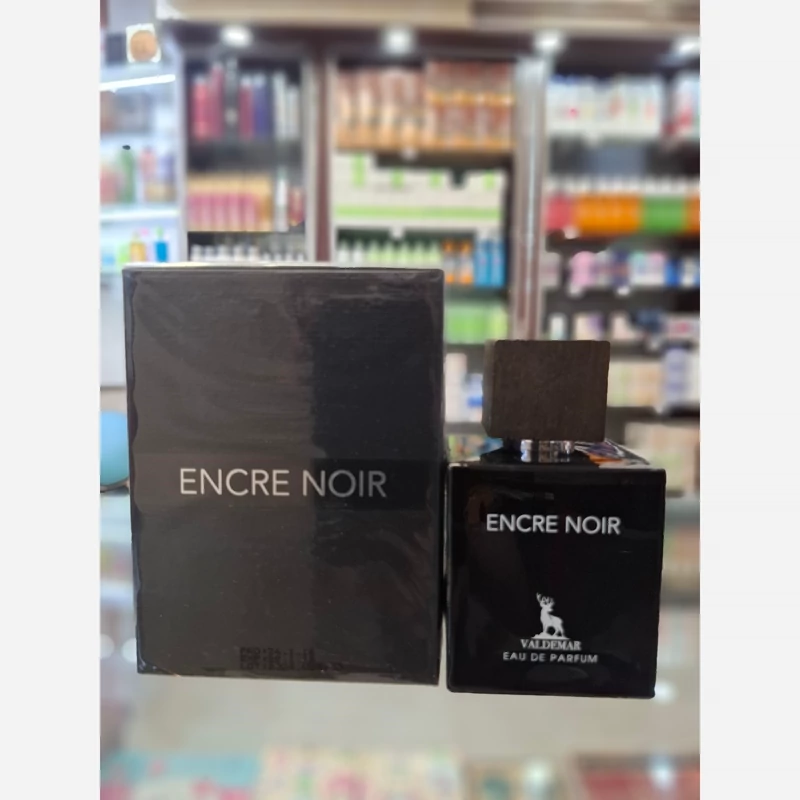 ENCRE NOIR
ENCRE NOIR
VALDEMAR
EAU DE PARFUM